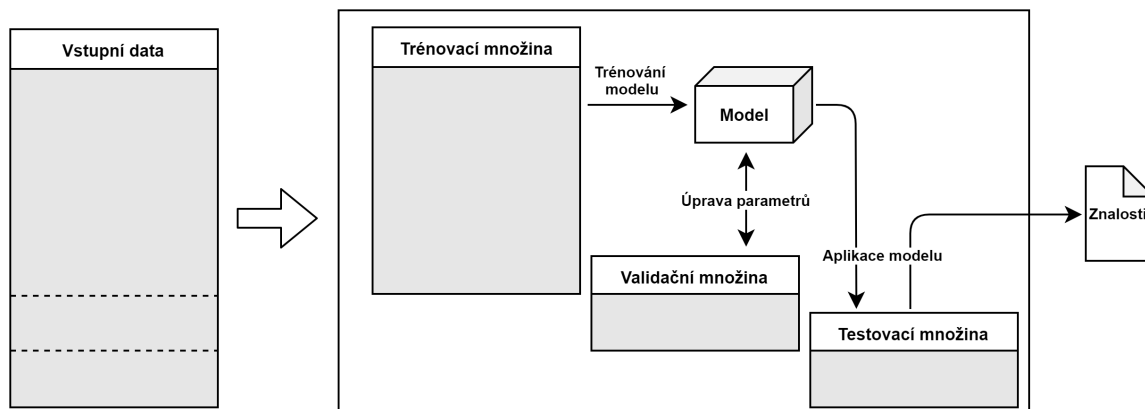 Vstupní data
Trénovací množina
Trénování
modelu
Model
Úprava parametrů
Validační množina
Aplikace modelu
Testovací množina
Znalosti